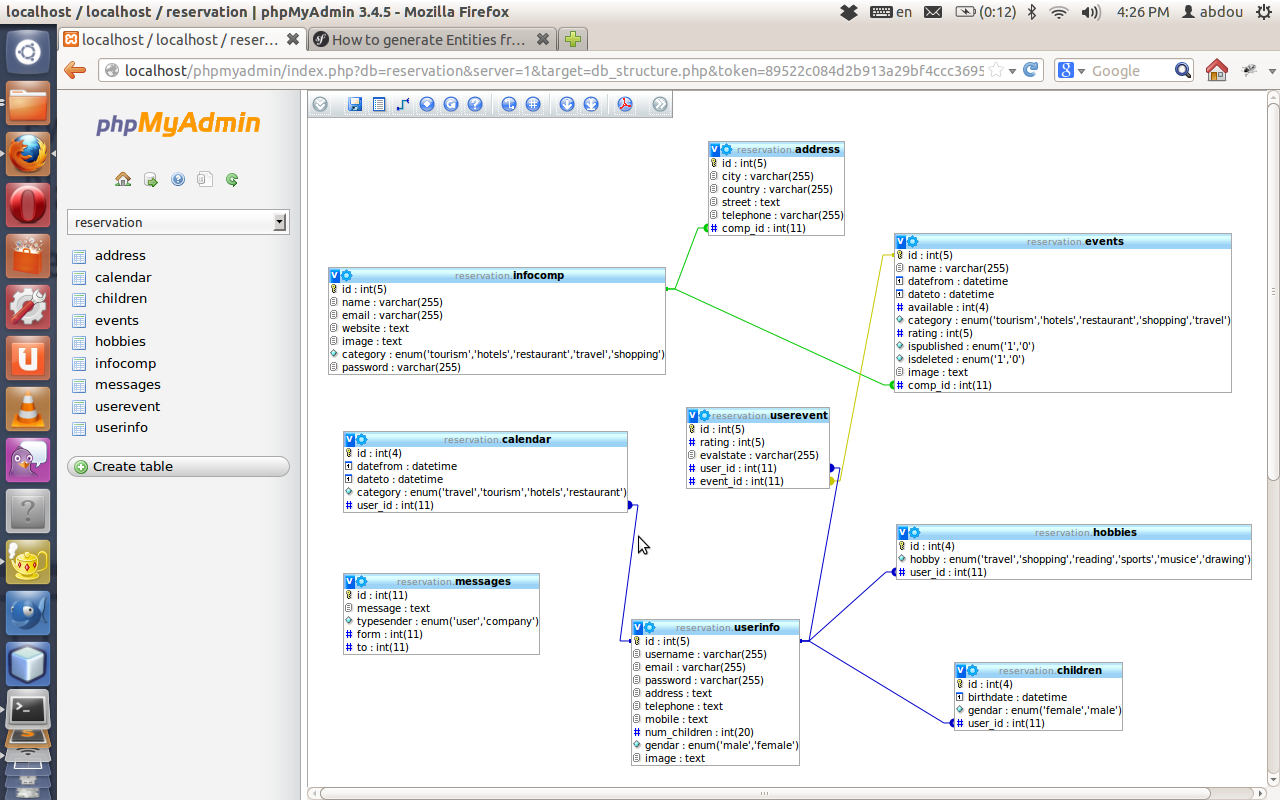 localhost / localhost / reservation | phpMyAdmin 3.4.5 - Mozilla Firefox
en
(0:12)
4:26 PM
abdou
localhost / localhost / reser...
How to generate Entities fr...
localhost/phpmyadmin/index.php?db=reservation&server=1&target=db_structure.php&token=89522c084d2b913a29bf4ccc3695
Google
phpMyAdmin
reservation
address
calendar
children
events
hobbies
infocomp
messages
userevent
userinfo
Create table
reservation.address
id : int(5)
city : varchar(255)
country : varchar(255)
street : text
telephone : varchar(255)
comp_id : int(11)
reservation.events
id : int(5)
name : varchar(255)
datefrom : datetime
dateto : datetime
available : int(4)
category : enum('tourism','hotels','restaurant','shopping','travel')
rating : int(5)
ispublished : enum('1','0')
isdeleted : enum('1','0')
image : text
comp_id : int(11)
reservation.infocomp
id : int(5)
name : varchar(255)
email : varchar(255)
website : text
image : text
category : enum('tourism','hotels','restaurant','travel','shopping')
password : varchar(255)
reservation.userevent
id : int(5)
rating : int(5)
evalstate : varchar(255)
user_id : int(11)
event_id : int(11)
reservation.calendar
id : int(4)
datefrom : datetime
dateto : datetime
category : enum('travel','tourism','hotels','restaurant')
user_id : int(11)
reservation.hobbies
id : int(4)
hobby : enum('travel','shopping','reading','sports','musice','drawing')
user_id : int(11)
reservation.messages
id : int(11)
message : text
typesender : enum('user','company')
form : int(11)
to : int(11)
reservation.userinfo
id : int(5)
username : varchar(255)
email : varchar(255)
password : varchar(255)
address : text
telephone : text
mobile : text
num_children : int(20)
gendar : enum('male','female')
image : text
reservation.children
id : int(4)
birthdate : datetime
gendar : enum('female','male')
user_id : int(11)